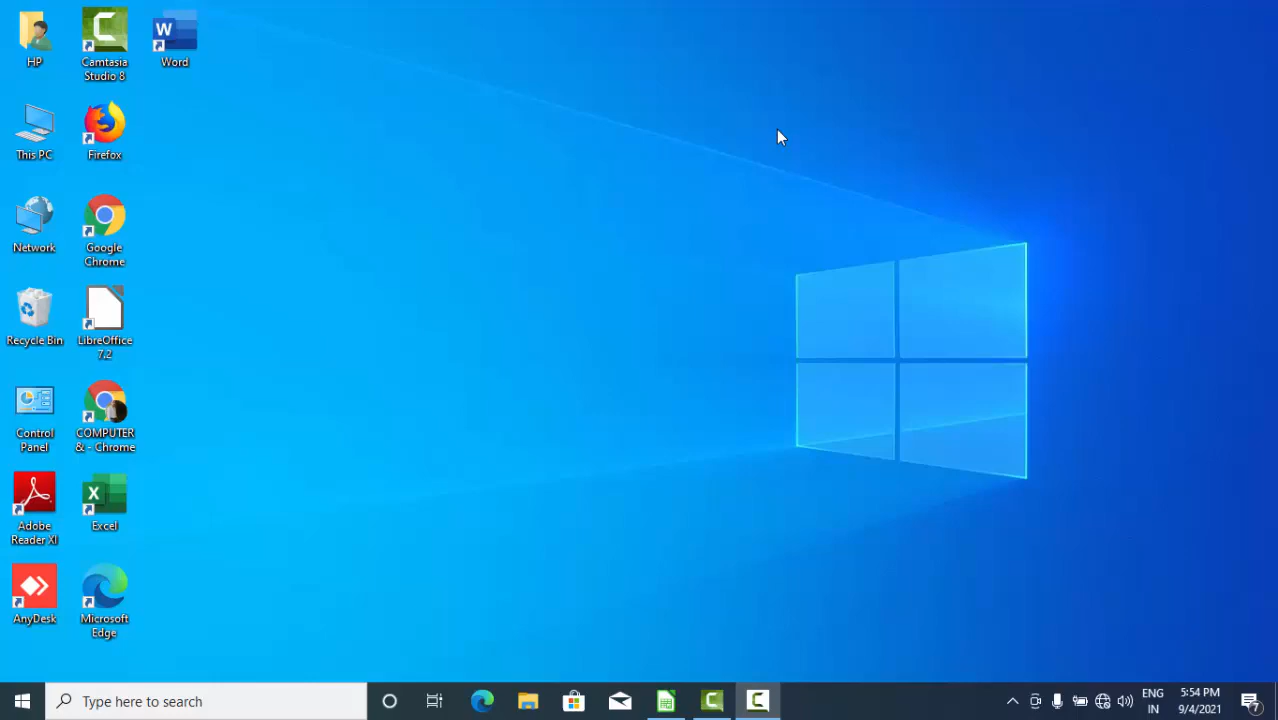 HP
Camtasia
Studio 8
Word
This PC
Firefox
Network
Google
Chrome
Recycle Bin
LibreOffice
7.2
Control
Panel
COMPUTER
& - Chrome
Adobe
Reader XI
Excel
AnyDesk
Microsoft
Edge
Type here to search
ENG
IN
5:54 PM
9/4/2021
7